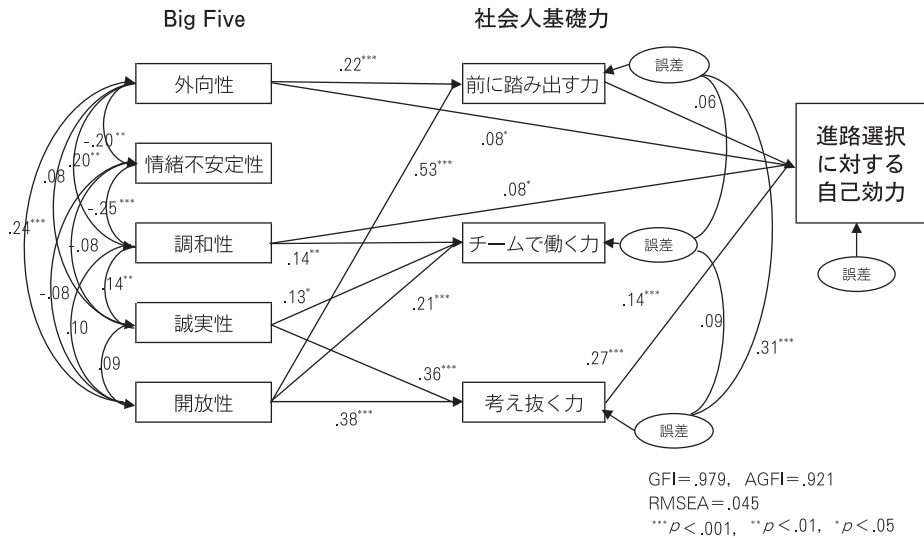 Big Five
社会人基礎力
外向性
情緒不安定性
調和性
誠実性
開放性
前に踏み出す力
チームで働く力
考え抜く力
誤差
誤差
誤差
進路選択
に対する
自己効力
誤差
.22***
.08*
.53***
.08*
.14**
.13*
.21***
.36***
.38***
-.20**
.20**
.08
-.25***
.24***
-.08
.14**
-.08
.10
.09
.06
.14***
.09
.27***
.31***
GFI=.979, AGFI=.921
RMSEA=.045
***p<.001, **p<.01, *p<.05